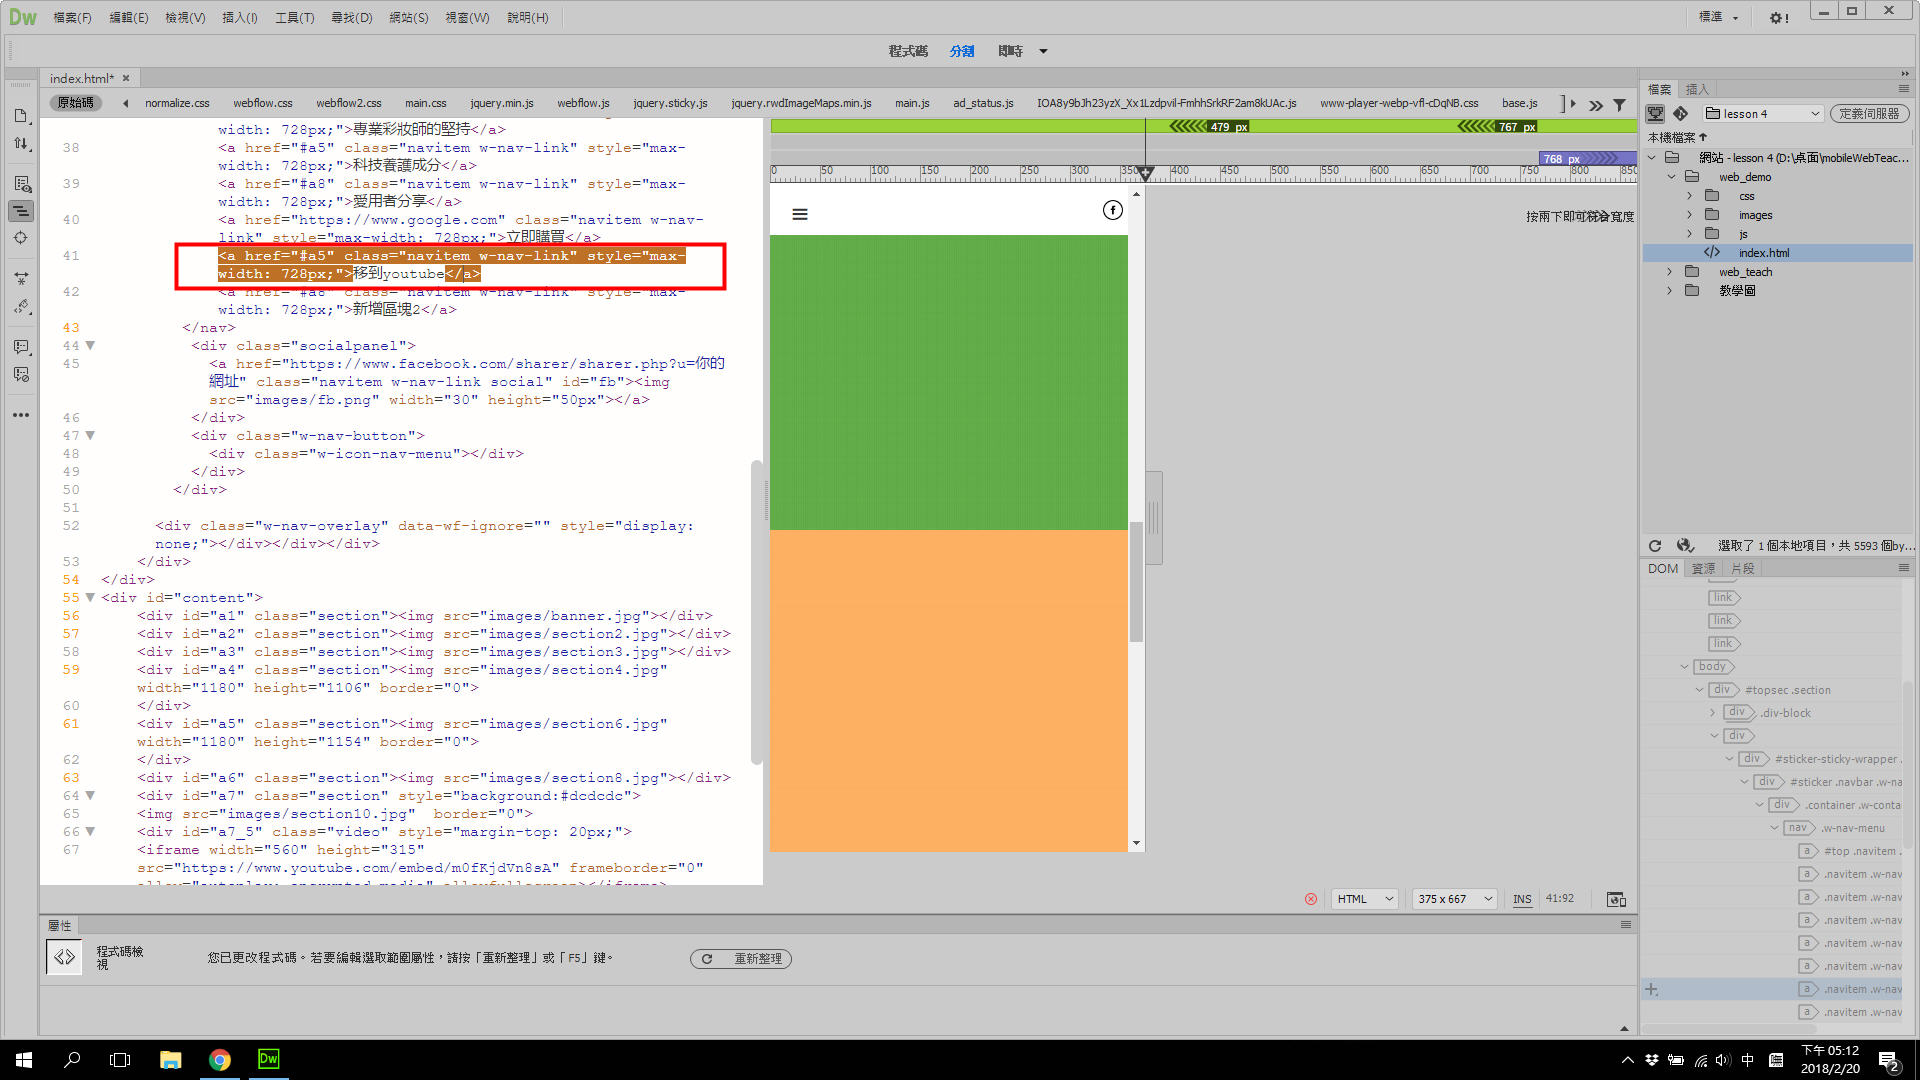 Dw 檔案(F) 編輯(E) 檢視(V) 插入(I) 工具(T) 尋找(D) 網站(S) 視窗(W) 說明(H) 標準
程式碼 分割 即時
index.html*
原始碼 normalize.css webflow.css webflow2.css main.css jquery.min.js webflow.js jquery.sticky.js jquery.rwdImageMaps.min.js main.js ad_status.js IOA8y9bJh23yzX_Xx1Lzdpvil-FmhhSrkRF2am8kUAc.js www-player-webp-vfl-cDqNB.css base.js
width: 728px;">專業彩妝師的堅持</a>
38 <a href="#a5" class="navitem w-nav-link" style="max-
width: 728px;">科技養護成分</a>
39 <a href="#a8" class="navitem w-nav-link" style="max-
width: 728px;">愛用者分享</a>
40 <a href="https://www.google.com" class="navitem w-nav-
link" style="max-width: 728px;">立即購買</a>
41 <a href="#a5" class="navitem w-nav-link" style="max-
width: 728px;">移到youtube</a>
42 <a href="#a8" class="navitem w-nav-link" style="max-
width: 728px;">新增區塊2</a>
43 </nav>
44 <div class="socialpanel">
45 <a href="https://www.facebook.com/sharer/sharer.php?u=你的
網址" class="navitem w-nav-link social" id="fb"><img
src="images/fb.png" width="30" height="50px"></a>
46 </div>
47 <div class="w-nav-button">
48 <div class="w-icon-nav-menu"></div>
49 </div>
50 </div>
51
52 <div class="w-nav-overlay" data-wf-ignore="" style="display:
none;"></div></div></div>
53 </div>
54 </div>
55 <div id="content">
56 <div id="a1" class="section"><img src="images/banner.jpg"></div>
57 <div id="a2" class="section"><img src="images/section2.jpg"></div>
58 <div id="a3" class="section"><img src="images/section3.jpg"></div>
59 <div id="a4" class="section"><img src="images/section4.jpg"
width="1180" height="1106" border="0">
60 </div>
61 <div id="a5" class="section"><img src="images/section6.jpg"
width="1180" height="1154" border="0">
62 </div>
63 <div id="a6" class="section"><img src="images/section8.jpg"></div>
64 <div id="a7" class="section" style="background:#dcdcdc">
65 <img src="images/section10.jpg"  border="0">
66 <div id="a7_5" class="video" style="margin-top: 20px;">
67 <iframe width="560" height="315"
src="https://www.youtube.com/embed/m0fKjdVn8sA" frameborder="0"
479 px 767 px
768 px
0 50 100 150 200 250 300 350 400 450 500 550 600 650 700 750 800 850
HTML 375 x 667 INS 41:92
屬性
程式碼檢
視
您已更改程式碼。若要編輯選取範圍屬性，請按「重新整理」或「F5」鍵。 重新整理
檔案 插入
lesson 4 定義伺服器
本機檔案
網站 - lesson 4 (D:\桌面\mobileWebTeac...
web_demo
css
images
js
index.html
web_teach
教學圖
選取了 1 個本地項目，共 5593 個by...
DOM 資源 片段
link
link
link
body
div #topsec .section
div .div-block
div
div #sticker-sticky-wrapper .
div #sticker .navbar .w-na
div .container .w-conta
nav .w-nav-menu
a #top .navitem .
a .navitem .w-nav
a .navitem .w-nav
a .navitem .w-nav
a .navitem .w-nav
a .navitem .w-nav
a .navitem .w-nav
a .navitem .w-nav
Dw
中
下午 05:12
2018/2/20
2